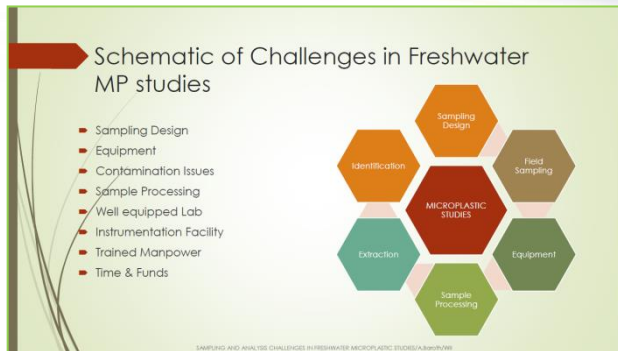 Schematic of Challenges in Freshwater
MP studies
Sampling Design
Equipment
Contamination Issues
Sample Processing
Well equipped Lab
Instrumentation Facility
Trained Manpower
Time & Funds
Sampling
Design
Identification
Field
Sampling
MICROPLASTIC
STUDIES
Extraction
Equipment
Sample
Processing
SAMPLING AND ANALYSIS CHALLENGES IN FRESHWATER MICROPLASTIC STUDIES/